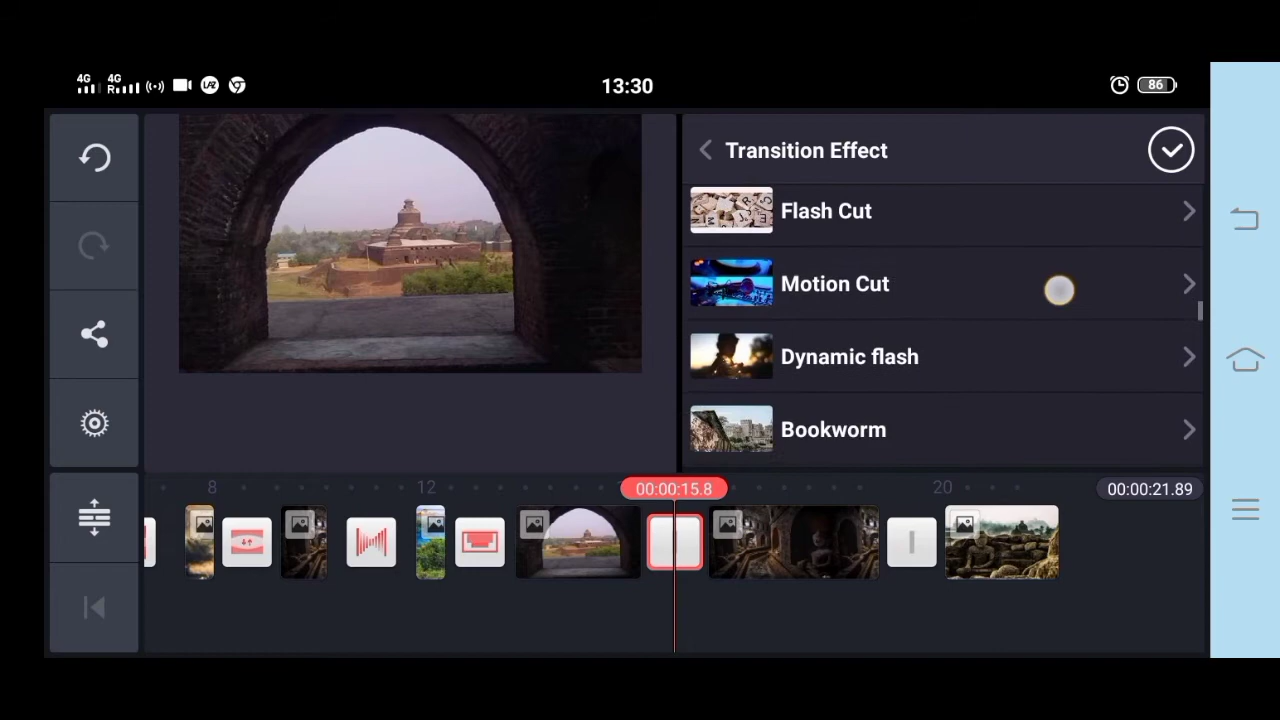 4G 4G R LAZ 13:30 86
Transition Effect
Flash Cut
Motion Cut
Dynamic flash
Bookworm
8 12 00:00:15.8 20 00:00:21.89